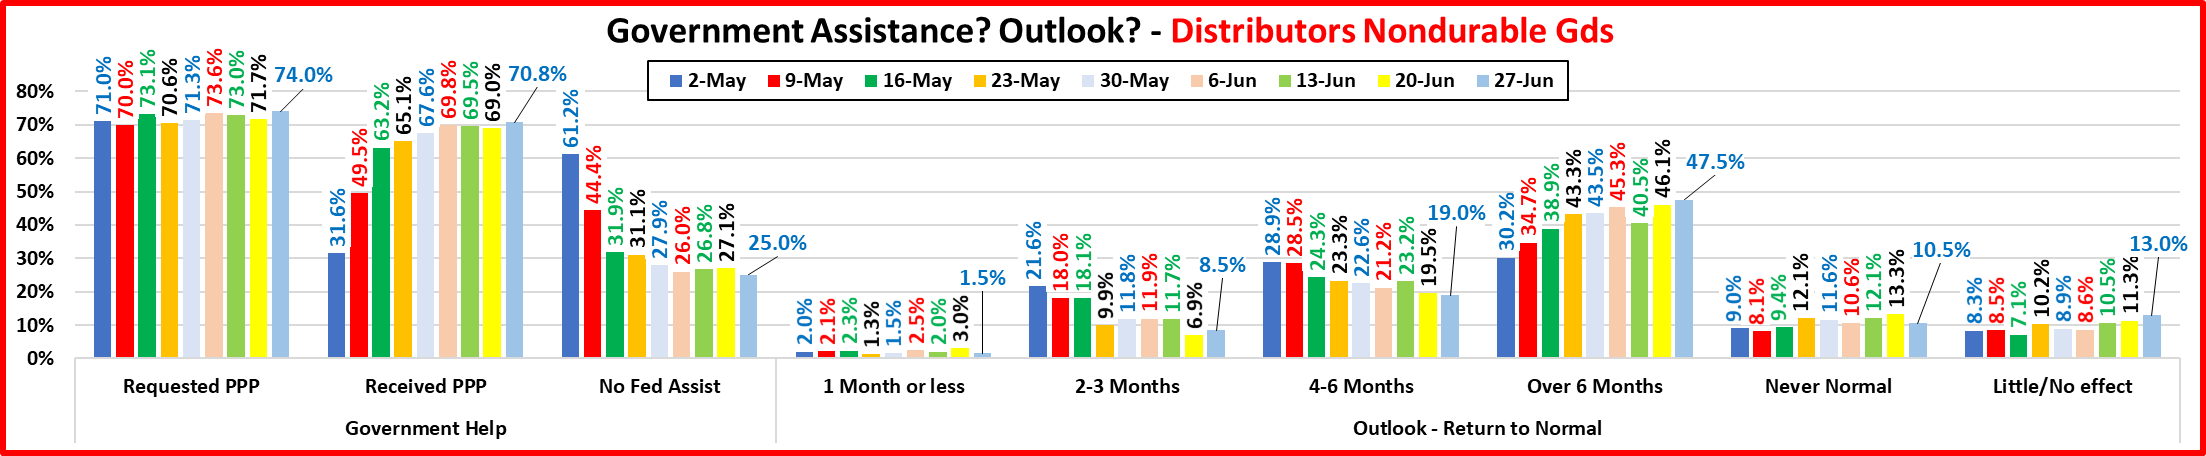 Government Assistance? Outlook? - Distributors Nondurable Gds
2-May 9-May 16-May 23-May 30-May 6-Jun 13-Jun 20-Jun 27-Jun
80%
70%
60%
50%
40%
30%
20%
10%
0%
71.0% 70.0% 73.1% 70.6% 71.3% 73.6% 73.0% 71.7% 74.0%
31.6% 49.5% 63.2% 65.1% 67.6% 69.8% 69.5% 69.0% 70.8%
61.2% 44.4% 31.9% 31.1% 27.9% 26.0% 26.8% 27.1% 25.0%
2.0% 2.1% 2.3% 1.3% 1.5% 2.5% 2.0% 3.0% 1.5%
21.6% 18.0% 18.1% 9.9% 11.8% 11.9% 11.7% 6.9% 8.5%
28.9% 28.5% 24.3% 23.3% 22.6% 21.2% 23.2% 19.5% 19.0%
30.2% 34.7% 38.9% 43.3% 43.5% 45.3% 40.5% 46.1% 47.5%
9.0% 8.1% 9.4% 12.1% 11.6% 10.6% 12.1% 13.3% 10.5%
8.3% 8.5% 7.1% 10.2% 8.9% 8.6% 10.5% 11.3% 13.0%
Requested PPP Received PPP No Fed Assist 1 Month or less 2-3 Months 4-6 Months Over 6 Months Never Normal Little/No effect
Government Help Outlook - Return to Normal